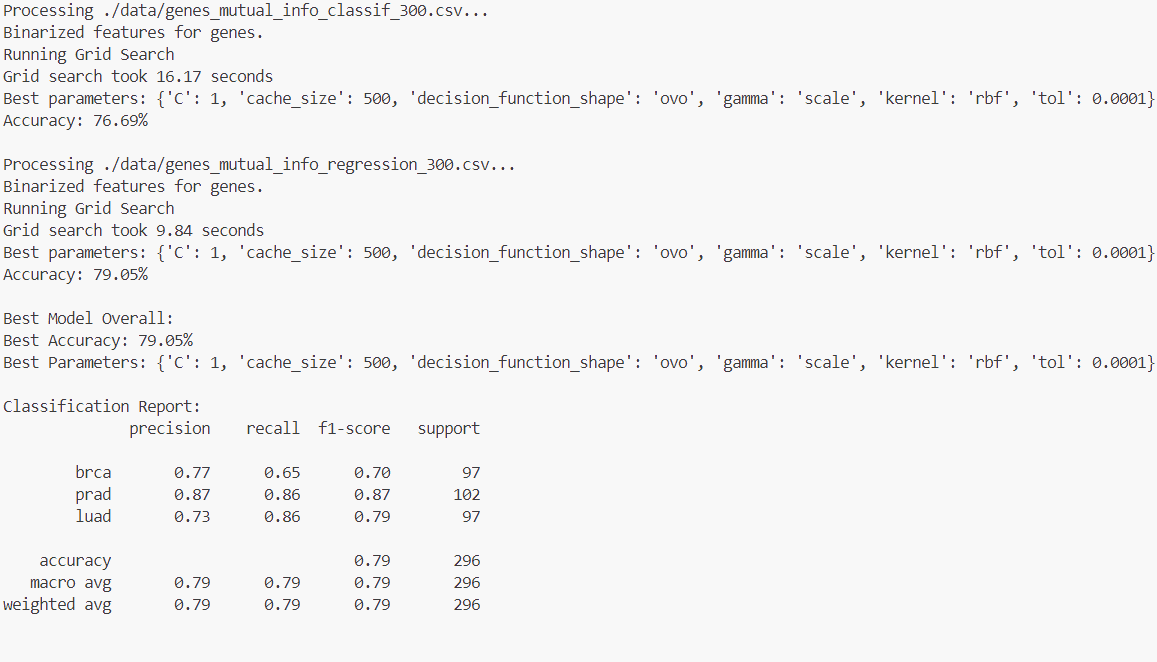 Processing ./data/genes_mutual_info_classif_300.csv...
Binarized features for genes.
Running Grid Search
Grid search took 16.17 seconds
Best parameters: {'C': 1, 'cache_size': 500, 'decision_function_shape': 'ovo', 'gamma': 'scale', 'kernel': 'rbf', 'tol': 0.0001}
Accuracy: 76.69%

Processing ./data/genes_mutual_info_regression_300.csv...
Binarized features for genes.
Running Grid Search
Grid search took 9.84 seconds
Best parameters: {'C': 1, 'cache_size': 500, 'decision_function_shape': 'ovo', 'gamma': 'scale', 'kernel': 'rbf', 'tol': 0.0001}
Accuracy: 79.05%

Best Model Overall:
Best Accuracy: 79.05%
Best Parameters: {'C': 1, 'cache_size': 500, 'decision_function_shape': 'ovo', 'gamma': 'scale', 'kernel': 'rbf', 'tol': 0.0001}

Classification Report:
              precision    recall  f1-score   support

        brca       0.77      0.65      0.70        97
        prad       0.87      0.86      0.87       102
        luad       0.73      0.86      0.79        97

    accuracy                           0.79       296
   macro avg       0.79      0.79      0.79       296
weighted avg       0.79      0.79      0.79       296